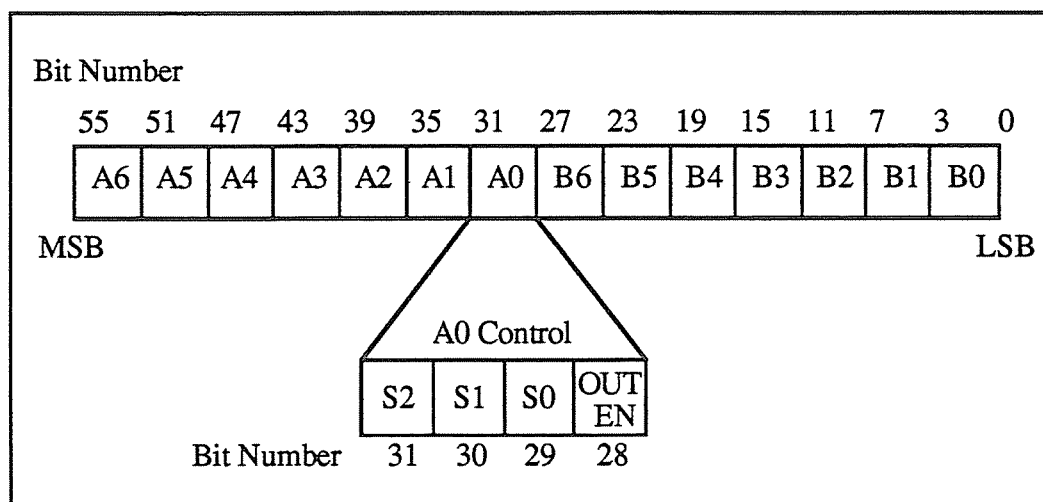 Bit Number
55 51 47 43 39 35 31 27 23 19 15 11 7 3 0
A6 A5 A4 A3 A2 A1 A0 B6 B5 B4 B3 B2 B1 B0
MSB LSB
A0 Control
S2 S1 S0 OUT EN
Bit Number 31 30 29 28